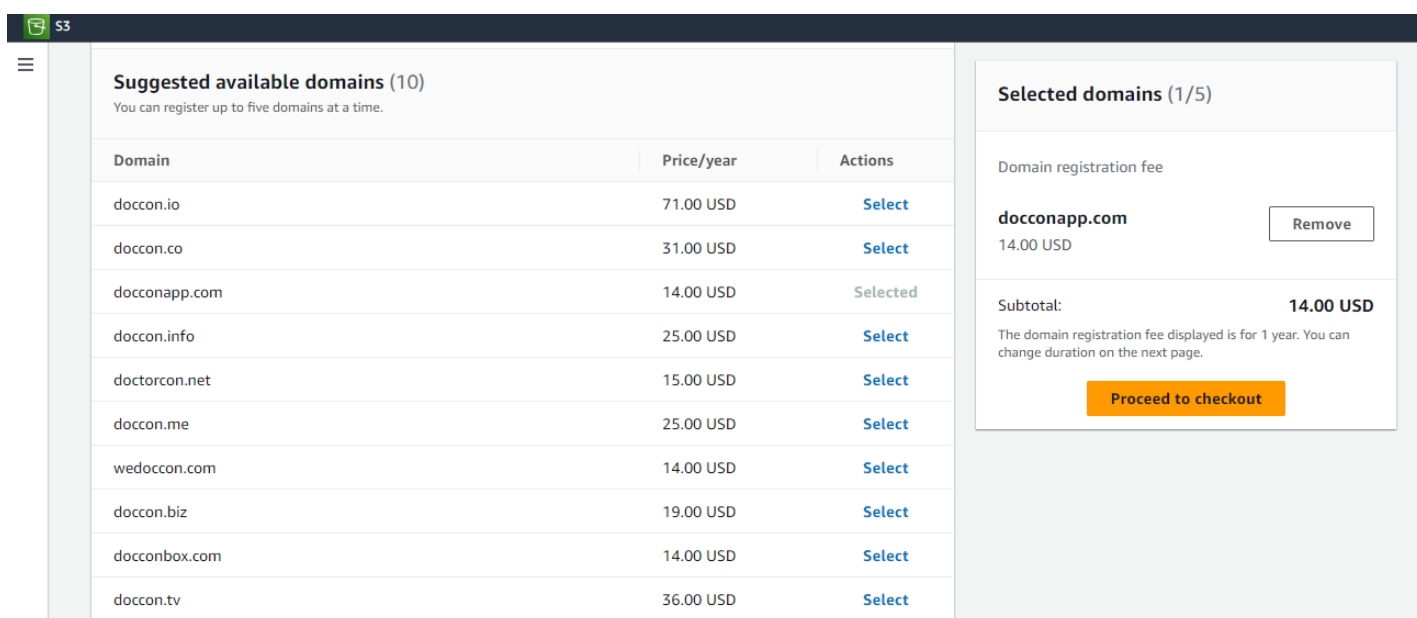 S3
Suggested available domains (10)
You can register up to five domains at a time.
Domain Price/year Actions
doccon.io 71.00 USD Select
doccon.co 31.00 USD Select
docconapp.com 14.00 USD Selected
doccon.info 25.00 USD Select
doctorcon.net 15.00 USD Select
doccon.me 25.00 USD Select
wedoccon.com 14.00 USD Select
doccon.biz 19.00 USD Select
docconbox.com 14.00 USD Select
doccon.tv 36.00 USD Select
Selected domains (1/5)
Domain registration fee
docconapp.com
14.00 USD
Remove
Subtotal: 14.00 USD
The domain registration fee displayed is for 1 year. You can
change duration on the next page.
Proceed to checkout